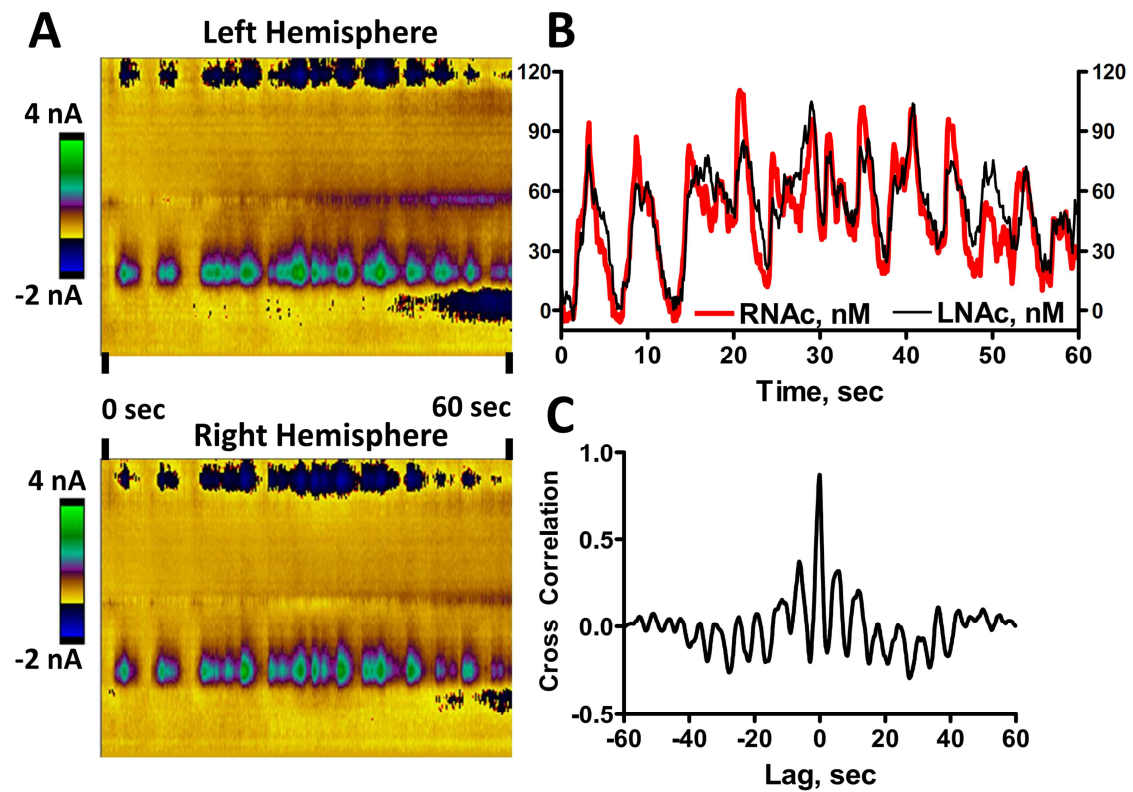 A
Left Hemisphere
4 nA
-2 nA
0 sec
60 sec
Right Hemisphere
4 nA
-2 nA
B
120
90
60
30
0
120
90
60
30
0
RNAc, nM
LNAc, nM
0 10 20 30 40 50 60
Time, sec
C
Cross Correlation
1.0
0.5
0.0
-0.5
-60 -40 -20 0 20 40 60
Lag, sec